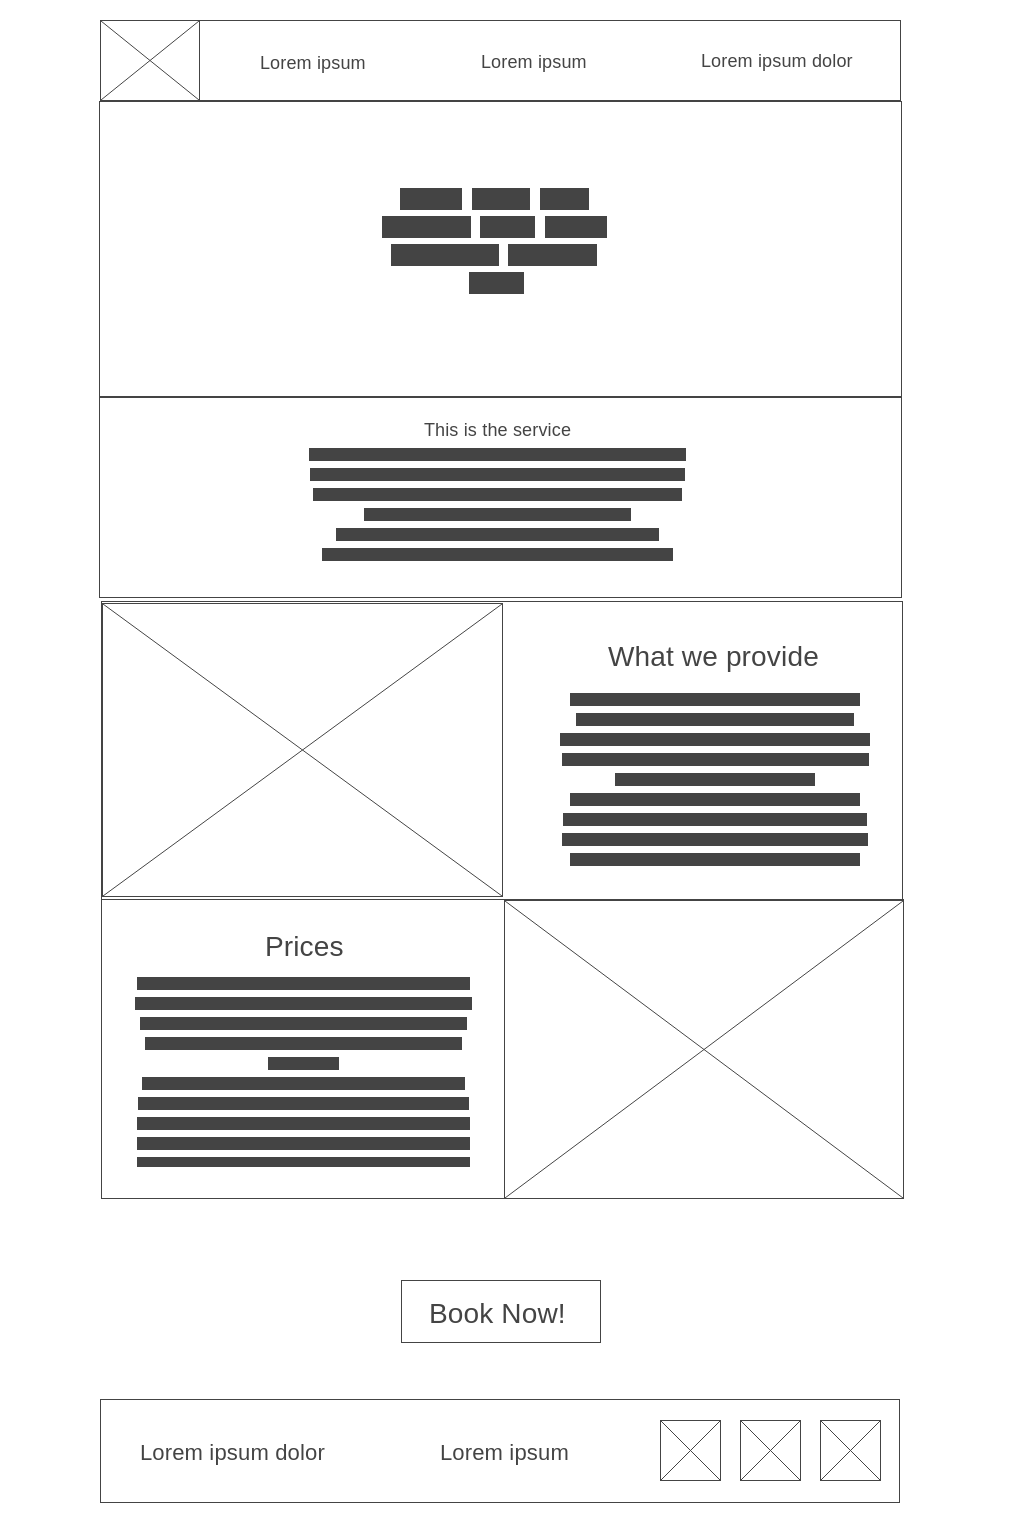 Lorem ipsum
Lorem ipsum
Lorem ipsum dolor
This is the service
What we provide
Prices
Book Now!
Lorem ipsum dolor
Lorem ipsum